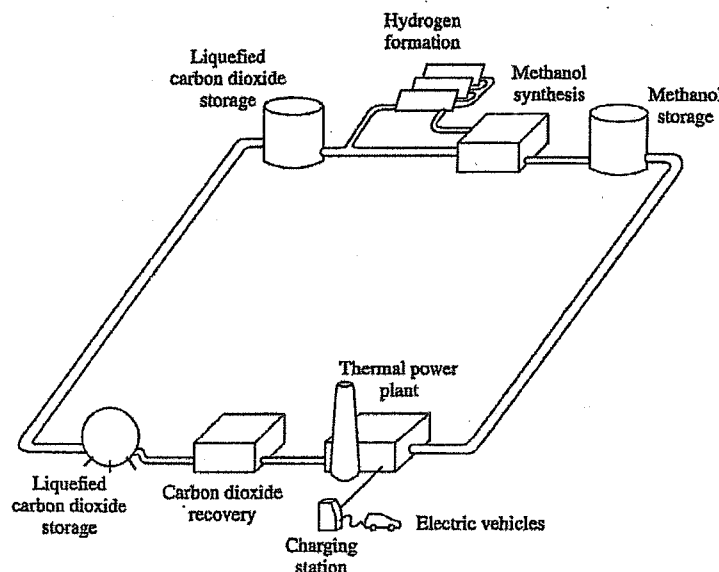 Hydrogen
formation
Liquefied
carbon dioxide
storage
Methanol
synthesis
Methanol
storage
Thermal power
plant
Liquefied
carbon dioxide
storage
Carbon dioxide
recovery
Charging
station
Electric vehicles